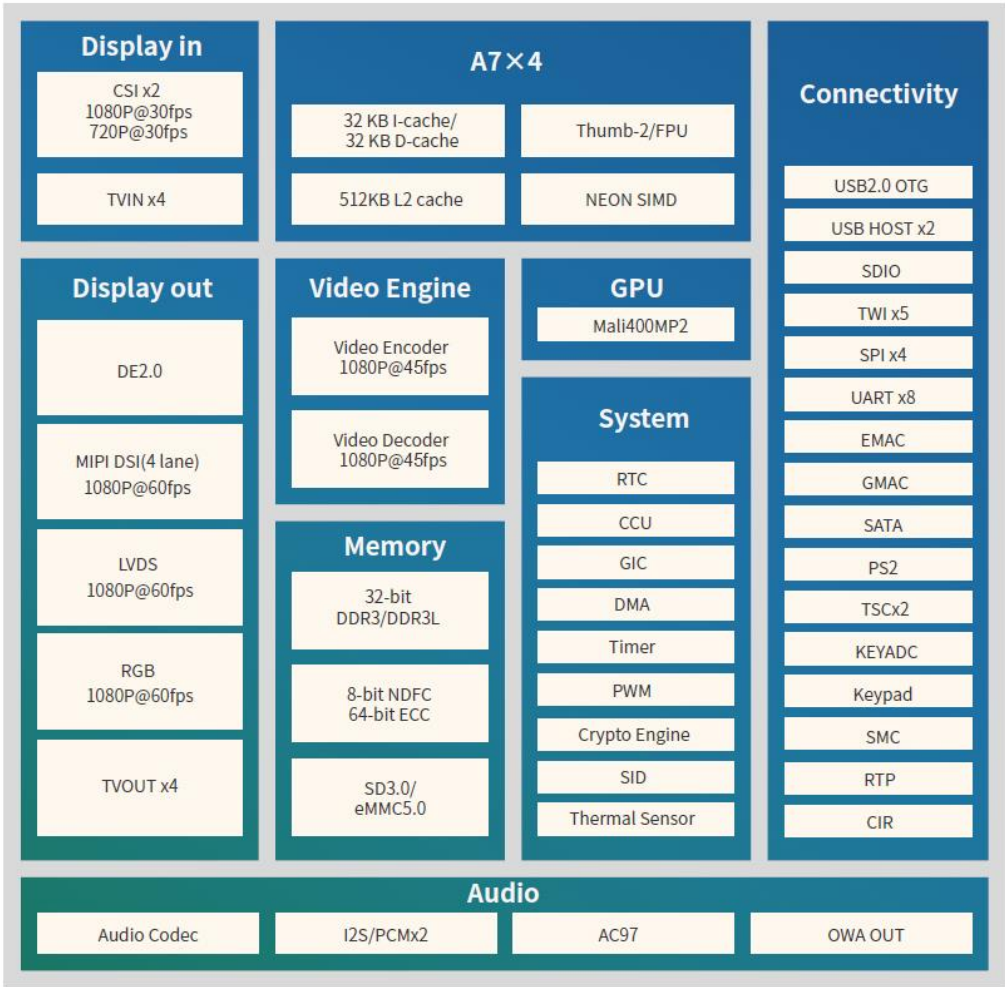 Display in
CSI x2
1080P@30fps
720P@30fps
TVIN x4
A7×4
32 KB I-cache/
32 KB D-cache
Thumb-2/FPU
512KB L2 cache
NEON SIMD
Connectivity
USB2.0 OTG
USB HOST x2
SDIO
TWI x5
SPI x4
UART x8
EMAC
GMAC
SATA
PS2
TSCx2
KEYADC
Keypad
SMC
RTP
CIR
Display out
DE2.0
MIPI DSI(4 lane)
1080P@60fps
LVDS
1080P@60fps
RGB
1080P@60fps
TVOUT x4
Video Engine
Video Encoder
1080P@45fps
Video Decoder
1080P@45fps
GPU
Mali400MP2
Memory
32-bit
DDR3/DDR3L
8-bit NDFC
64-bit ECC
SD3.0/
eMMC5.0
System
RTC
CCU
GIC
DMA
Timer
PWM
Crypto Engine
SID
Thermal Sensor
Audio
Audio Codec
I2S/PCMx2
AC97
OWA OUT